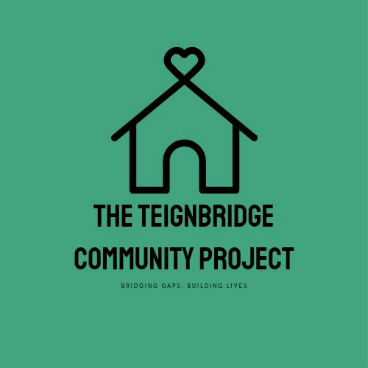 THE TEIGNBRIDGE
COMMUNITY PROJECT
BRIDGING GAPS, BUILDING LIVES